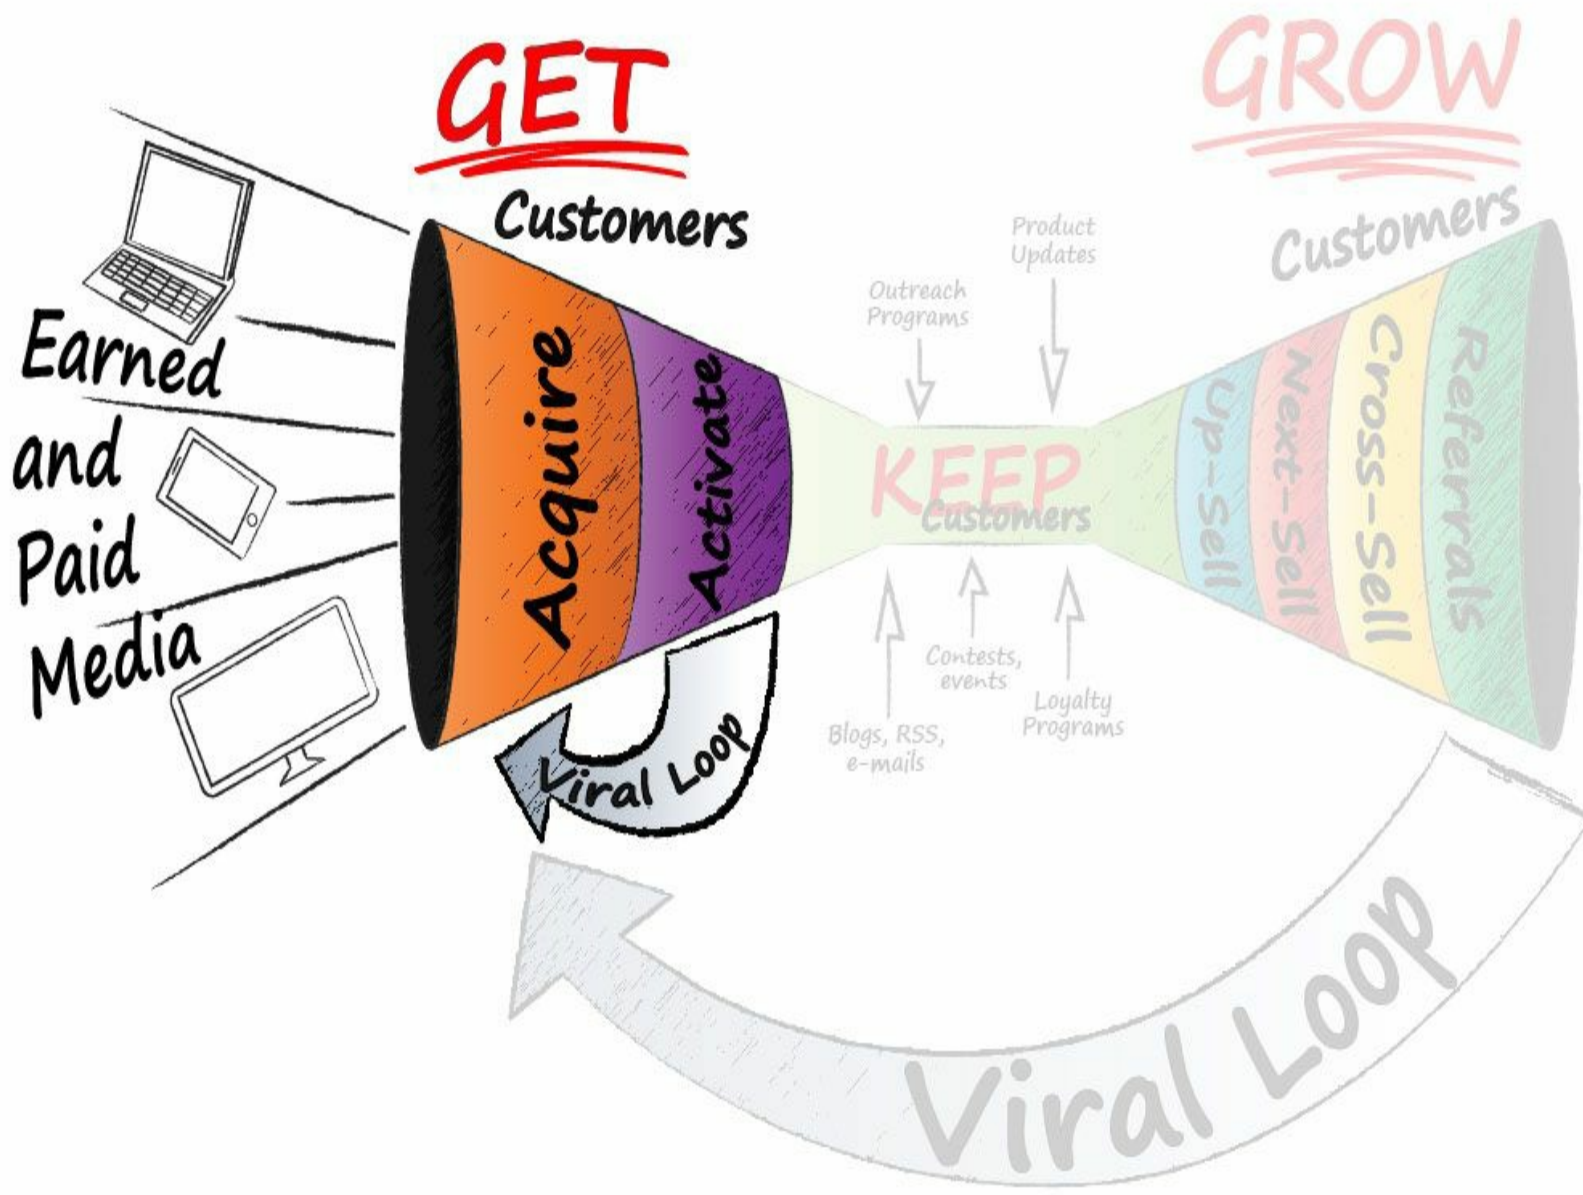 GET
Customers
Earned
and
Paid
Media
Acquire
Activate
Viral Loop
Outreach
Programs
Product
Updates
KEEP
Customers
Blogs, RSS,
e-mails
Contests,
events
Loyalty
Programs
GROW
Customers
Up-Sell
Next-Sell
Cross-Sell
Referrals
Viral Loop